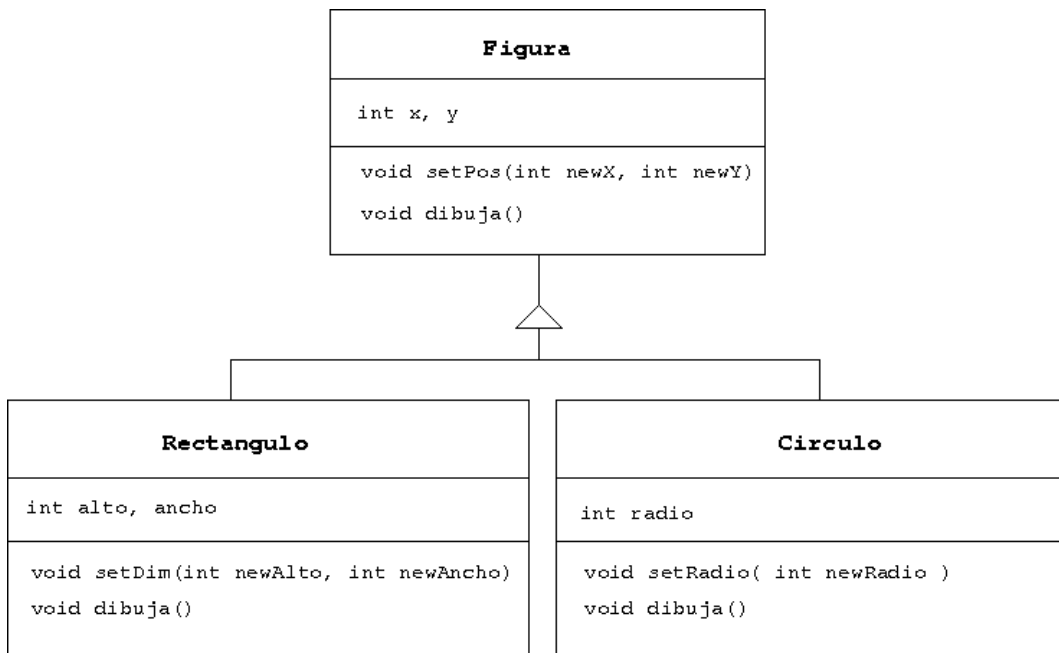 Figura
int x, y
void setPos(int newX, int newY)
void dibuja()
Rectangulo
int alto, ancho
void setDim(int newAlto, int newAncho)
void dibuja()
Circulo
int radio
void setRadio( int newRadio )
void dibuja()